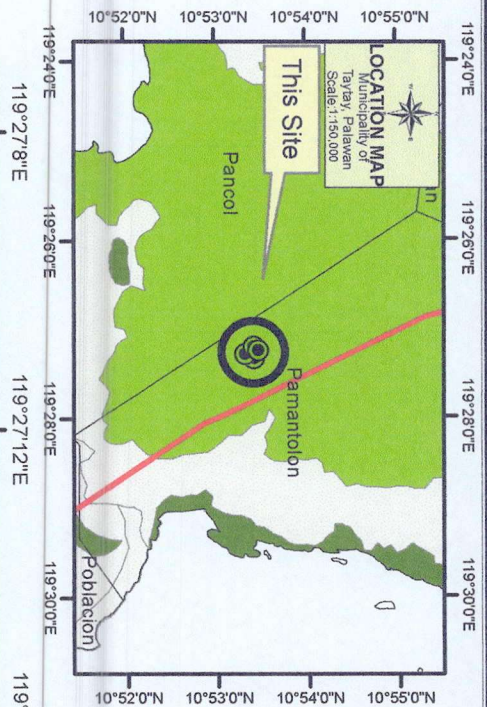 LOCATION MAP
Municipality of
Taytay, Palawan
Scale:1:150,000
This Site
Pancol
Pamantolon
Poblacion
an
119°24'0"E
119°26'0"E
119°28'0"E
119°30'0"E
119°24'0"E
119°26'0"E
119°28'0"E
119°30'0"E
10°52'0"N
10°53'0"N
10°54'0"N
10°55'0"N
10°52'0"N
10°53'0"N
10°54'0"N
10°55'0"N
119°27'8"E
119°27'12"E
119°